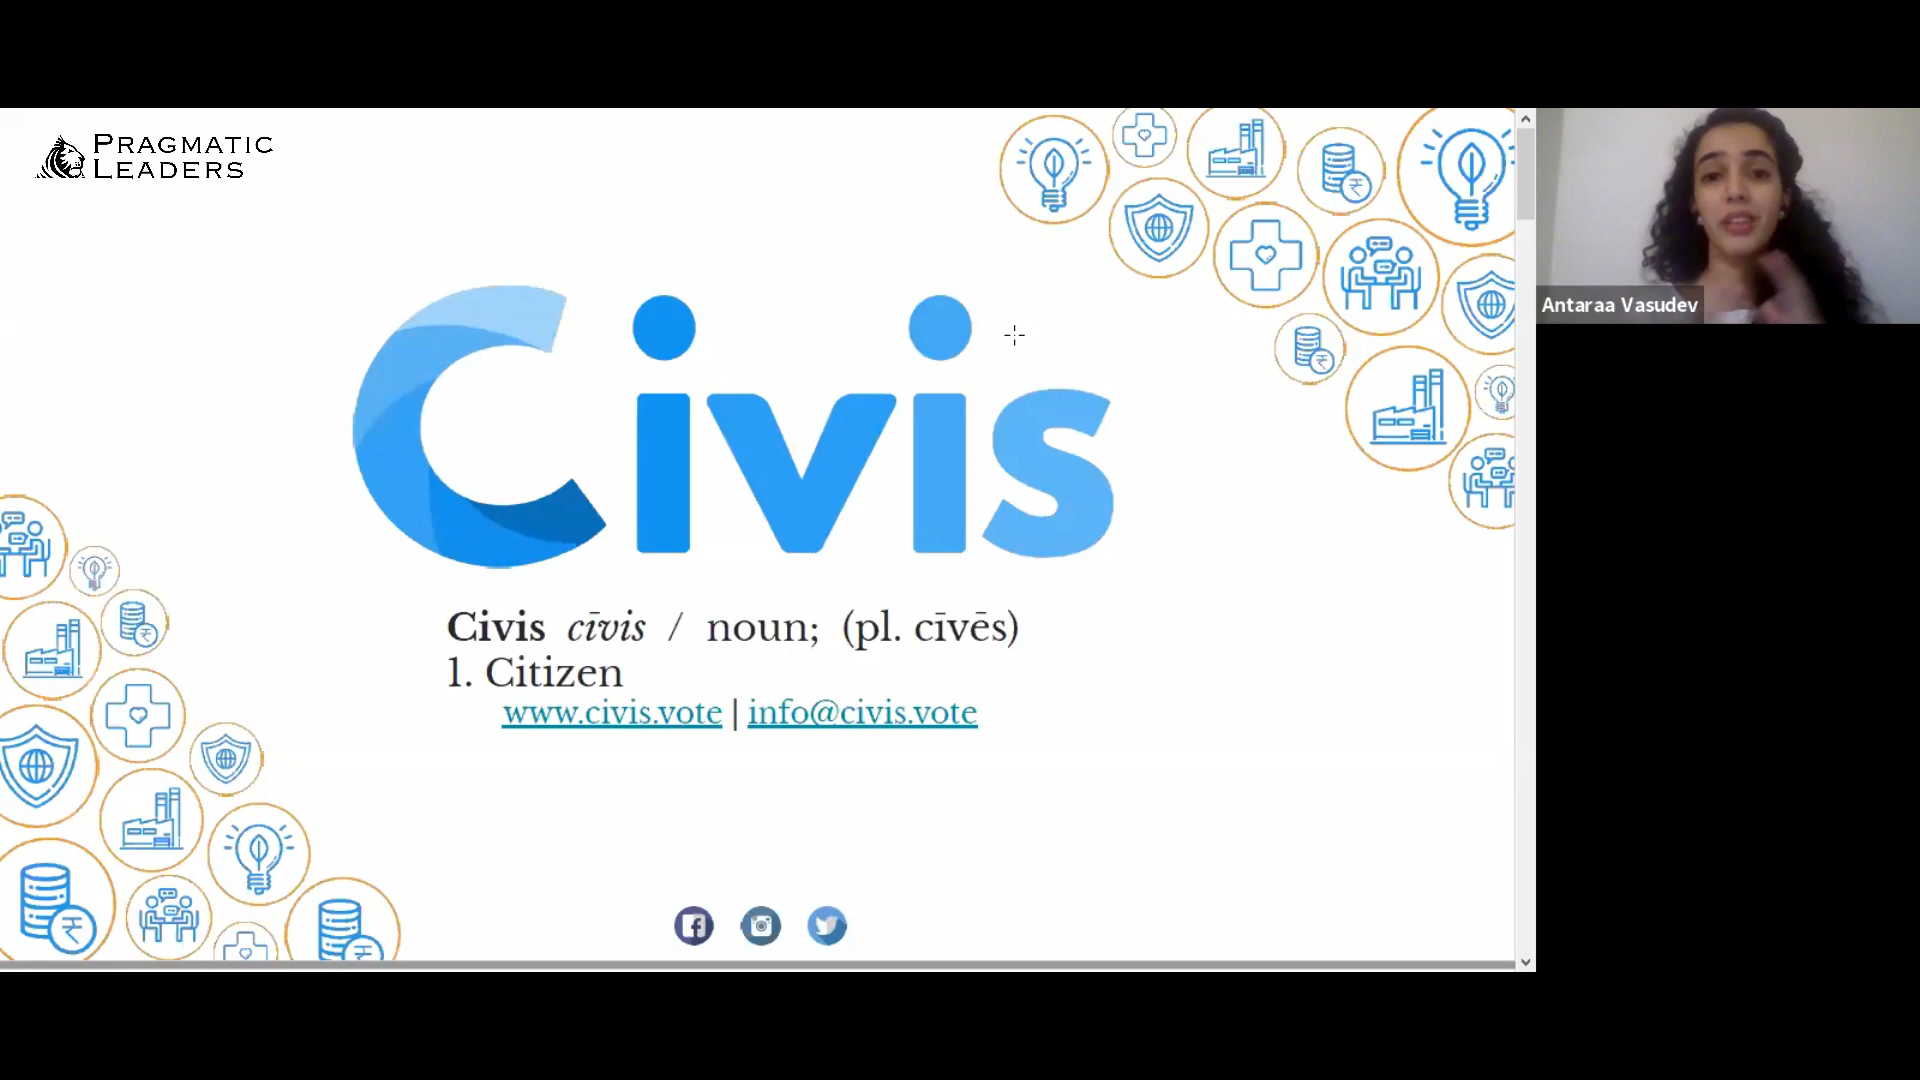 PRAGMATIC
LEADERS
Civis
Civis cīvis / noun; (pl. cīvēs)
1. Citizen
www.civis.vote | info@civis.vote
Antaraa Vasudev